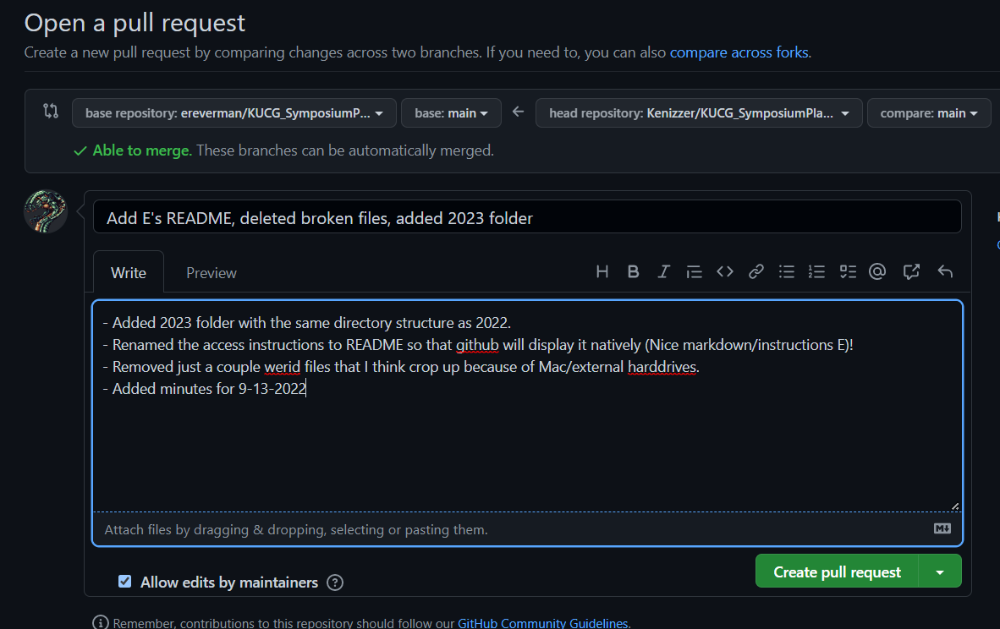 Open a pull request
Create a new pull request by comparing changes across two branches. If you need to, you can also compare across forks.
base repository: ereverman/KUCG_SymposiumP... base: main head repository: Kenizzer/KUCG_SymposiumPla... compare: main
Able to merge. These branches can be automatically merged.
Add E's README, deleted broken files, added 2023 folder
Write Preview
- Added 2023 folder with the same directory structure as 2022.
- Renamed the access instructions to README so that github will display it natively (Nice markdown/instructions E)!
- Removed just a couple werid files that I think crop up because of Mac/external harddrives.
- Added minutes for 9-13-2022
Attach files by dragging & dropping, selecting or pasting them.
Allow edits by maintainers
Create pull request
Remember, contributions to this repository should follow our GitHub Community Guidelines.